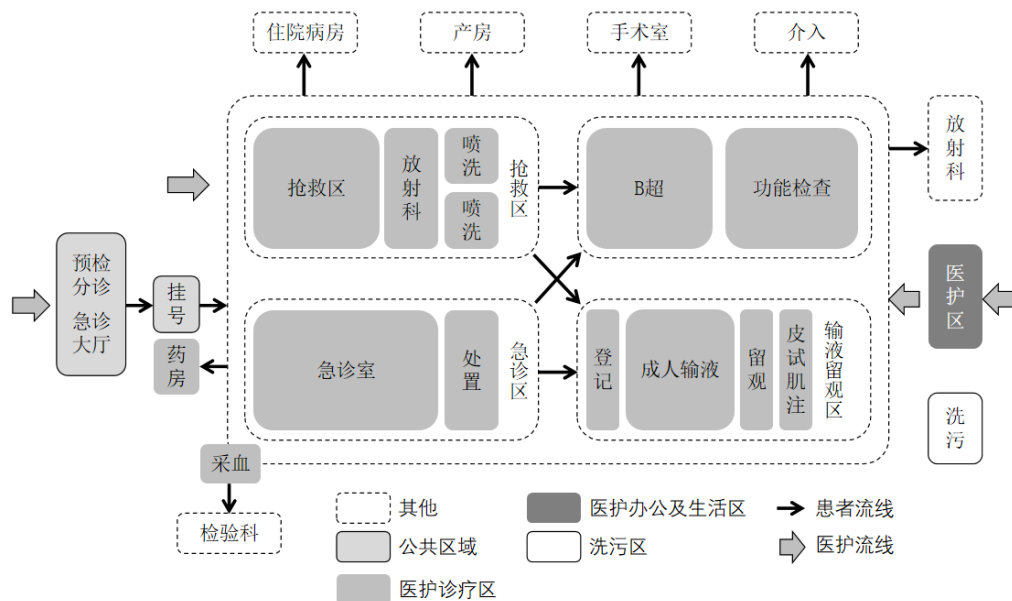 住院病房
产房
手术室
介入
放射科
抢救区
放射科
喷洗
喷洗
抢救区
B超
功能检查
预检
分诊
急诊
大厅
挂号
药房
医护区
急诊室
处置
急诊区
登记
成人输液
留观
皮试肌注
输液留观区
洗污
采血
检验科
其他
医护办公及生活区
患者流线
公共区域
洗污区
医护流线
医护诊疗区